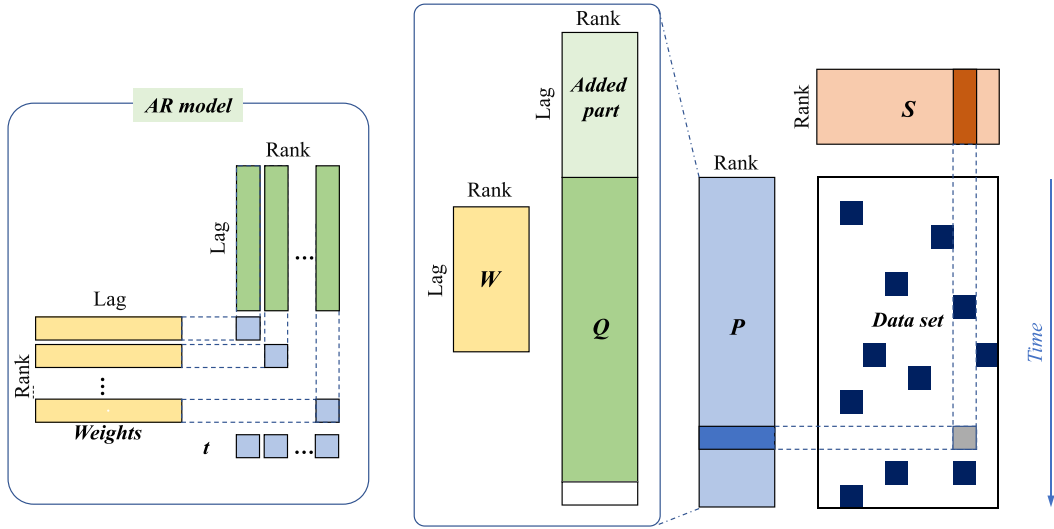 AR model
Rank
Lag
Lag
Rank
...
...
Weights
t
...
Rank
Lag
Added
part
Rank
Lag
W
Q
Rank
P
Rank
S
Data set
Time